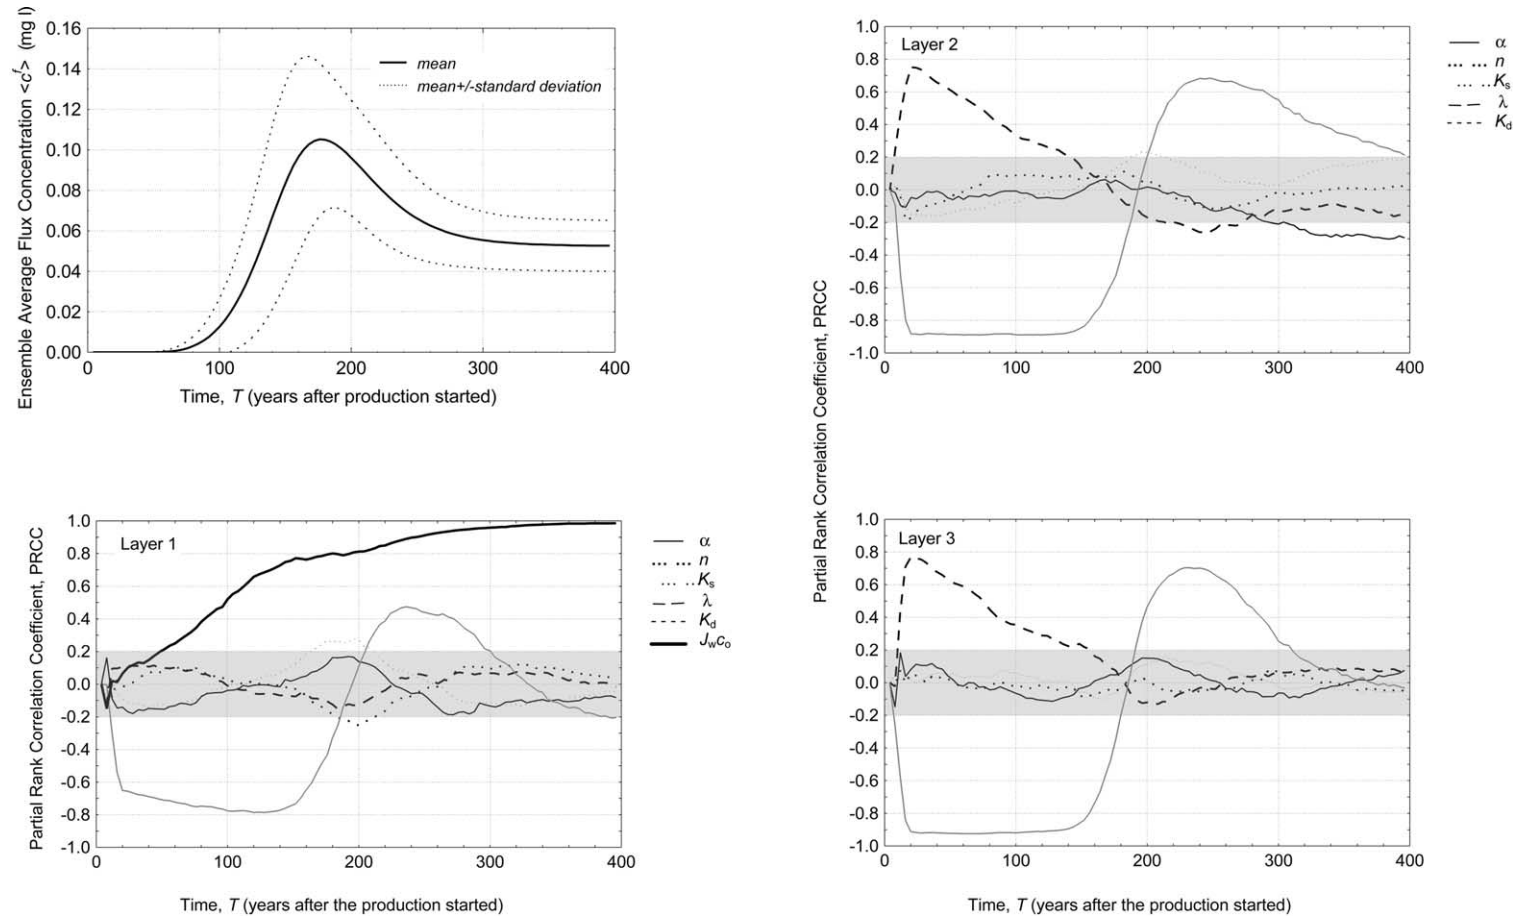 Ensemble Average Flux Concentration <cᶠ> (mg l)
0.16
0.14
0.12
0.10
0.08
0.06
0.04
0.02
0.00
mean
mean+/-standard deviation
0 100 200 300 400
Time, T (years after production started)
Partial Rank Correlation Coefficient, PRCC
1.0
0.8
0.6
0.4
0.2
0.0
-0.2
-0.4
-0.6
-0.8
-1.0
Layer 2
α
n
Kₛ
λ
K_d
0 100 200 300 400
Partial Rank Correlation Coefficient, PRCC
1.0
0.8
0.6
0.4
0.2
0.0
-0.2
-0.4
-0.6
-0.8
-1.0
Layer 1
α
n
Kₛ
λ
K_d
J_wc_o
0 100 200 300 400
Time, T (years after the production started)
1.0
0.8
0.6
0.4
0.2
0.0
-0.2
-0.4
-0.6
-0.8
-1.0
Layer 3
0 100 200 300 400
Time, T (years after the production started)